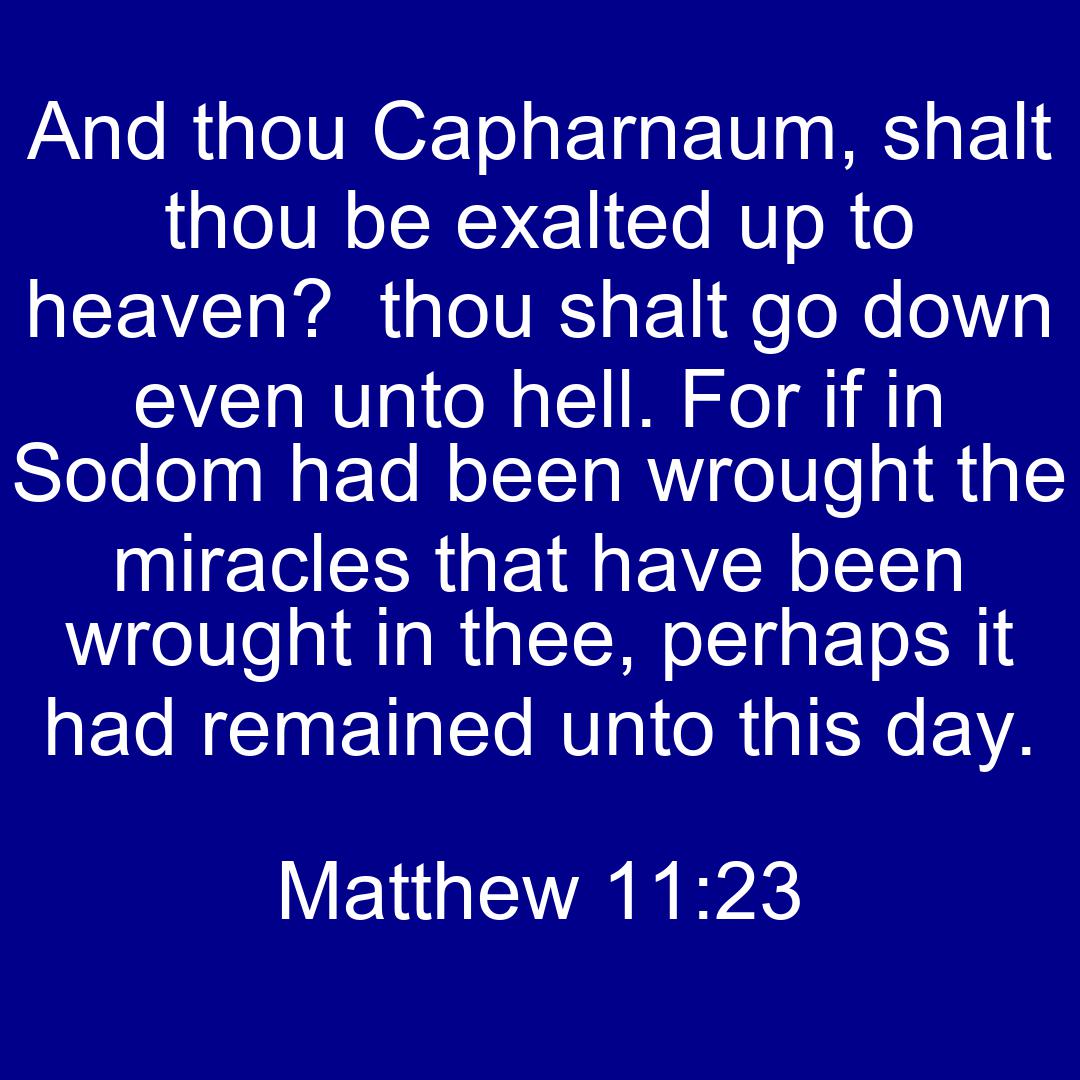 And thou Capharnaum, shalt
thou be exalted up to
heaven?  thou shalt go down
even unto hell. For if in
Sodom had been wrought the
miracles that have been
wrought in thee, perhaps it
had remained unto this day.
Matthew 11:23